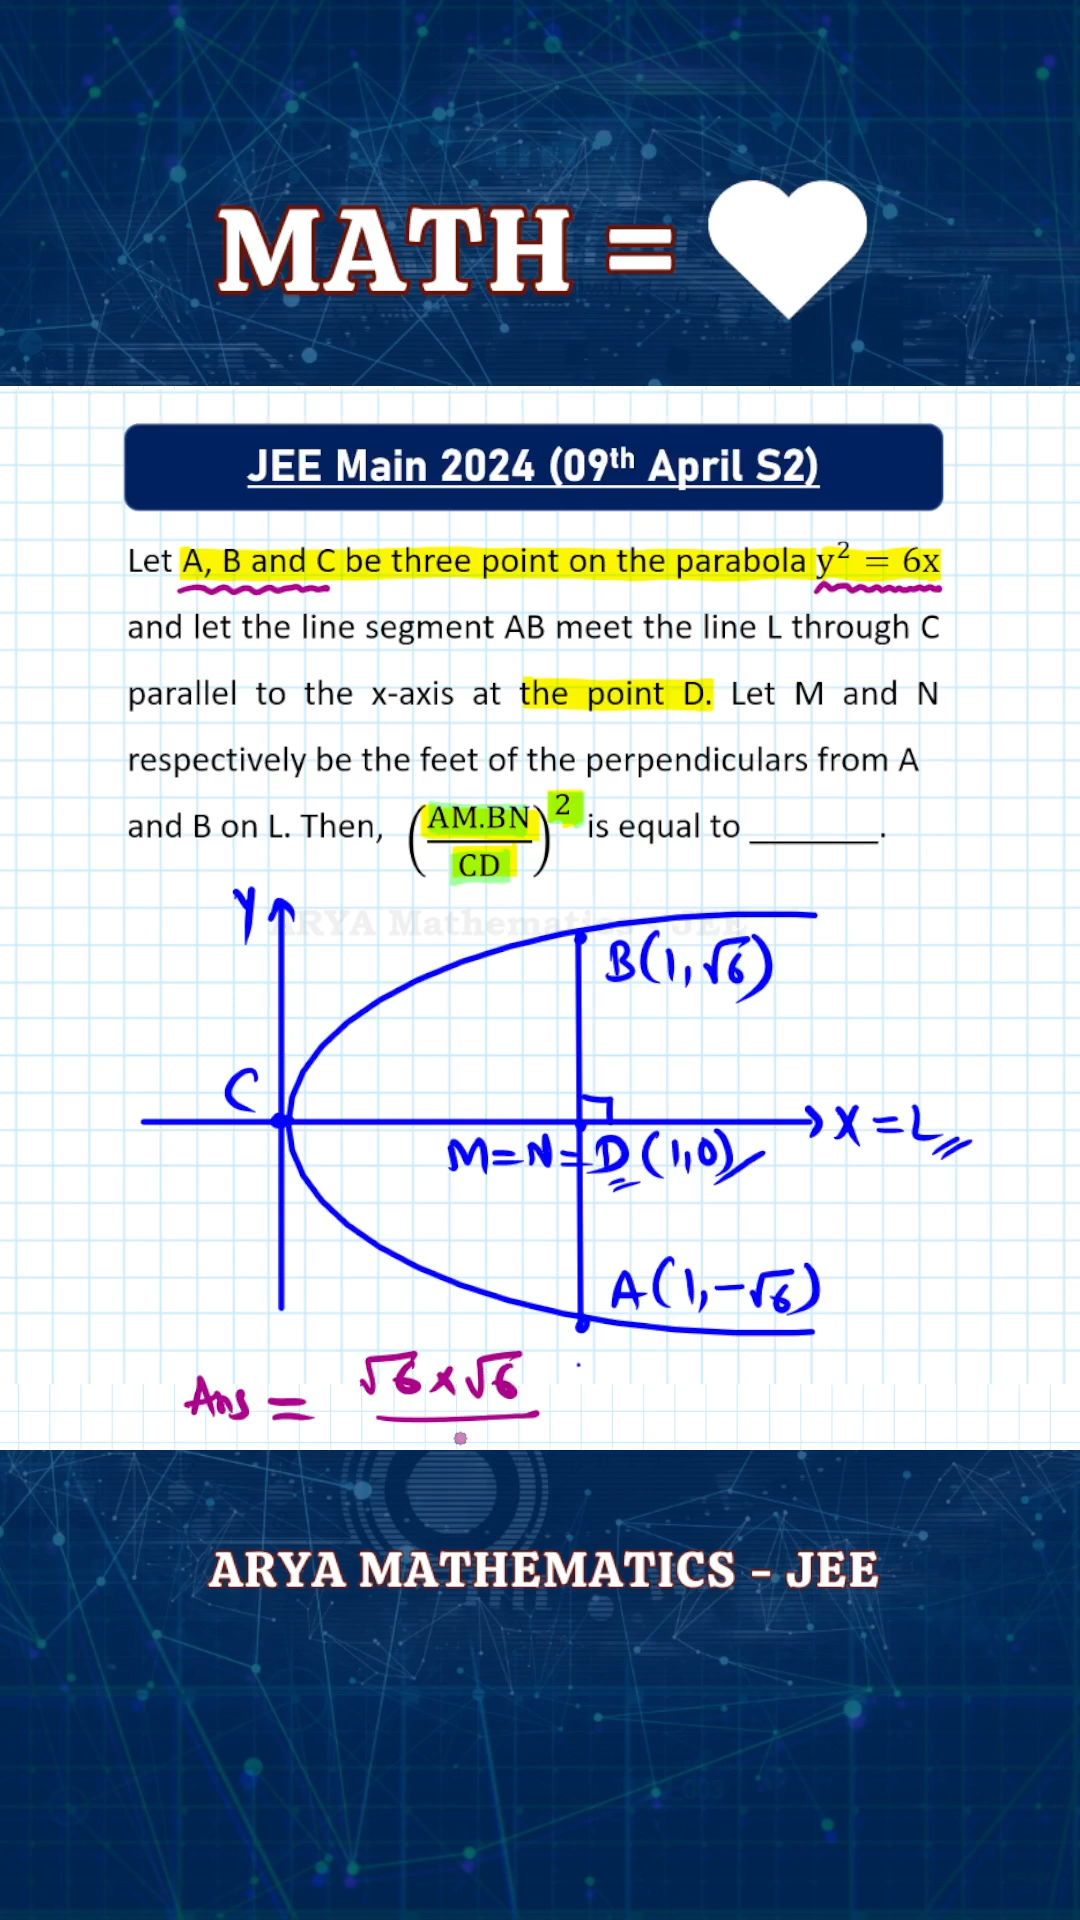 MATH =
JEE Main 2024 (09th April S2)
Let A, B and C be three point on the parabola y² = 6x
and let the line segment AB meet the line L through C
parallel to the x-axis at the point D. Let M and N
respectively be the feet of the perpendiculars from A
and B on L. Then, (AM.BN/CD)² is equal to ________.
ARYA Mathematics - JEE
Y
B(1,√6)
C
X = L
M=N=D(1,0)
A(1,-√6)
Ans = √6×√6
ARYA MATHEMATICS - JEE